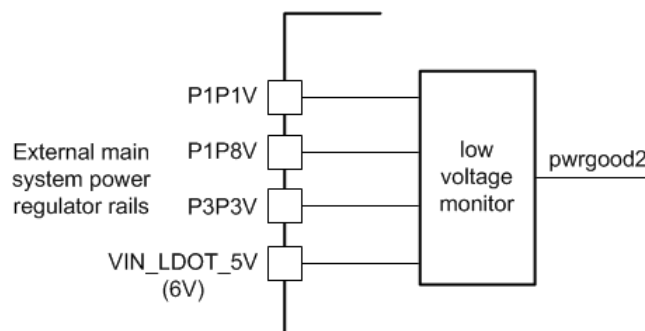 P1P1V
External main
system power
regulator rails
P1P8V
P3P3V
VIN_LDOT_5V
(6V)
low
voltage
monitor
pwrgood2